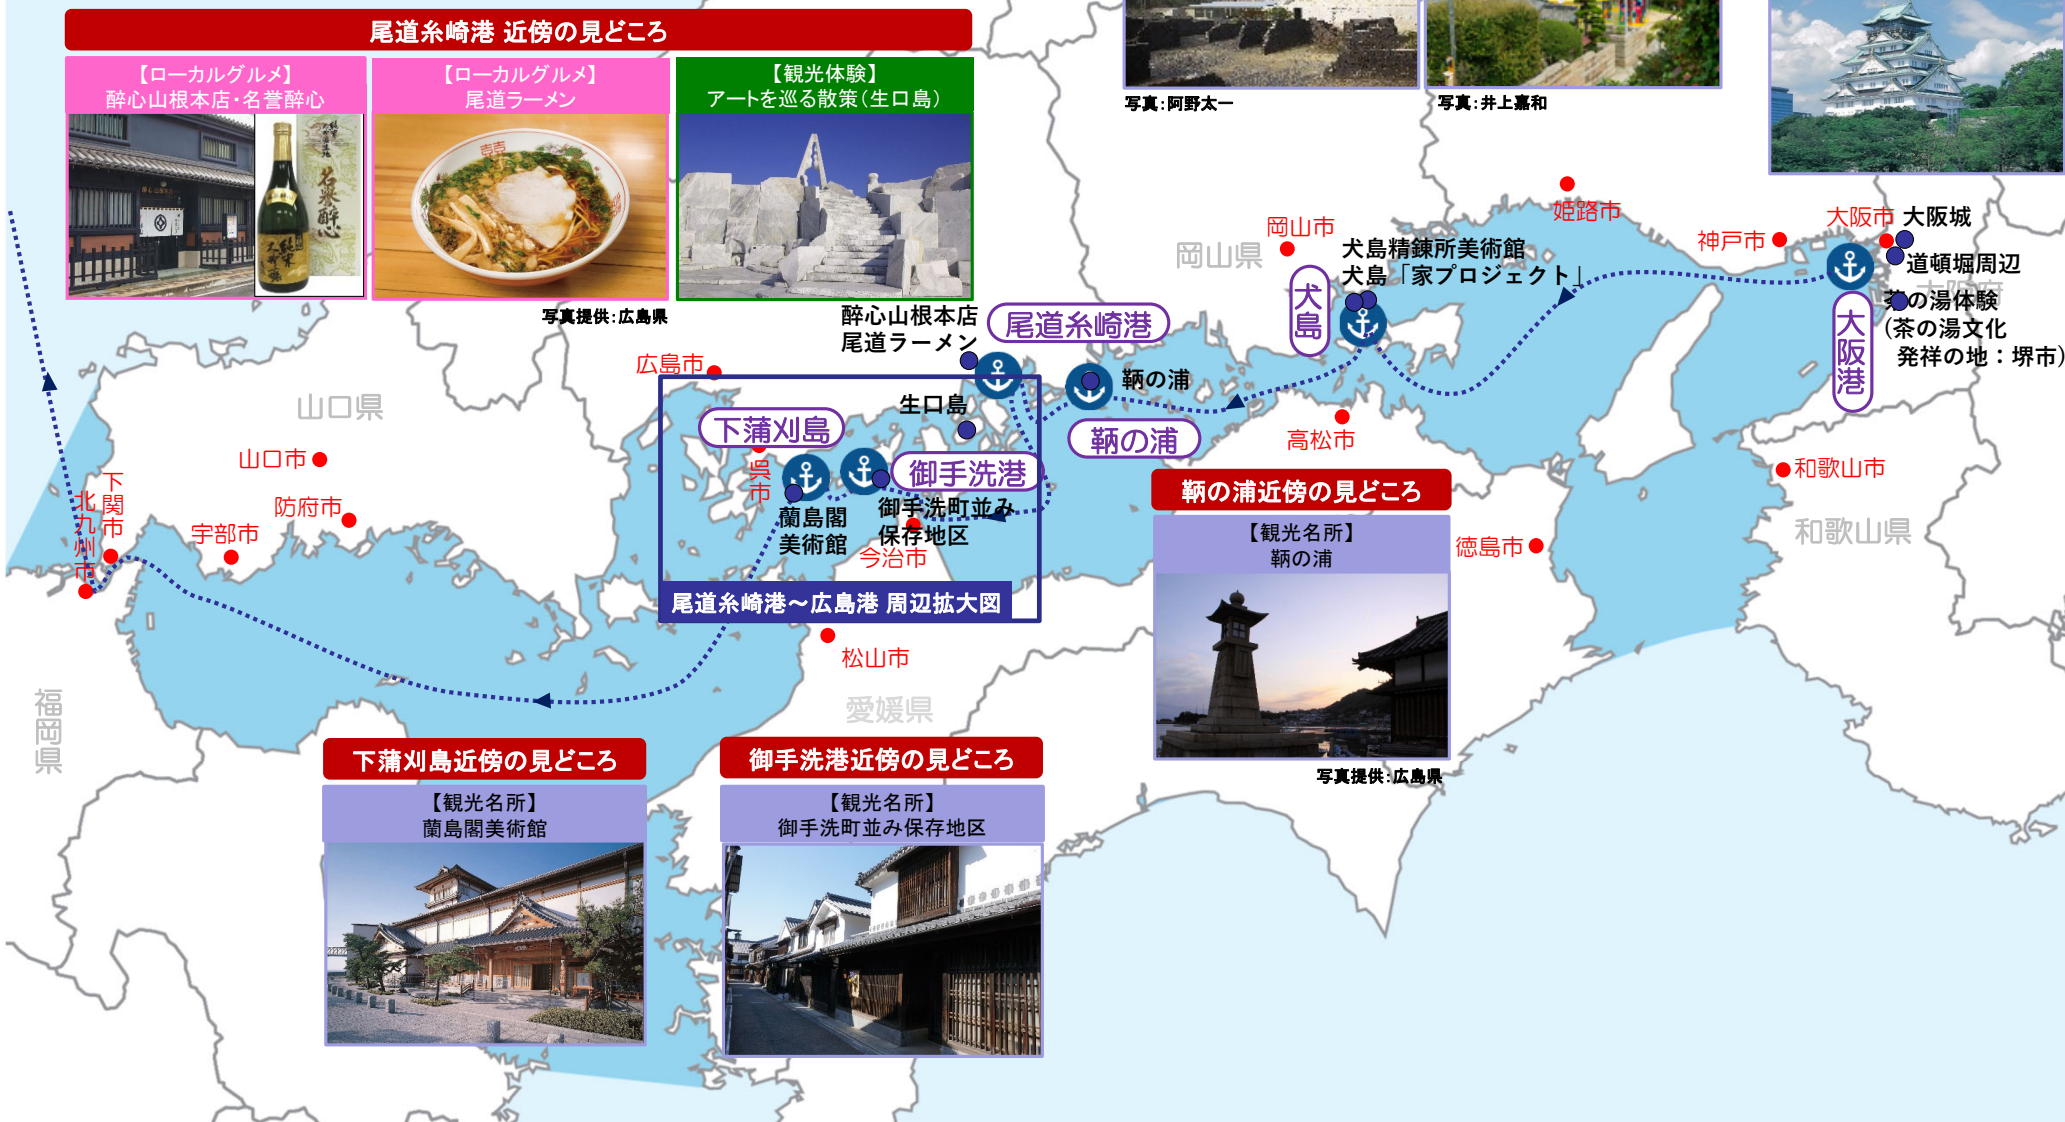 尾道糸崎港 近傍の見どころ
【ローカルグルメ】
醉心山根本店・名誉醉心
【ローカルグルメ】
尾道ラーメン
【観光体験】
アートを巡る散策（生口島）
名誉醉心
写真提供：広島県
写真：阿野太一
写真：井上嘉和
姫路市
岡山市
岡山県
神戸市
大阪市
大阪城
道頓堀周辺
大阪府
茶の湯体験
（茶の湯文化
発祥の地：堺市）
大阪港
犬島精錬所美術館
犬島「家プロジェクト」
犬島
醉心山根本店
尾道ラーメン
尾道糸崎港
広島市
鞆の浦
生口島
下蒲刈島
鞆の浦
高松市
山口県
山口市
呉市
御手洗港
和歌山市
下関市
北九州市
防府市
宇部市
蘭島閣
美術館
御手洗町並み
保存地区
今治市
尾道糸崎港～広島港 周辺拡大図
鞆の浦近傍の見どころ
【観光名所】
鞆の浦
徳島市
和歌山県
松山市
愛媛県
福岡県
写真提供：広島県
下蒲刈島近傍の見どころ
【観光名所】
蘭島閣美術館
御手洗港近傍の見どころ
【観光名所】
御手洗町並み保存地区